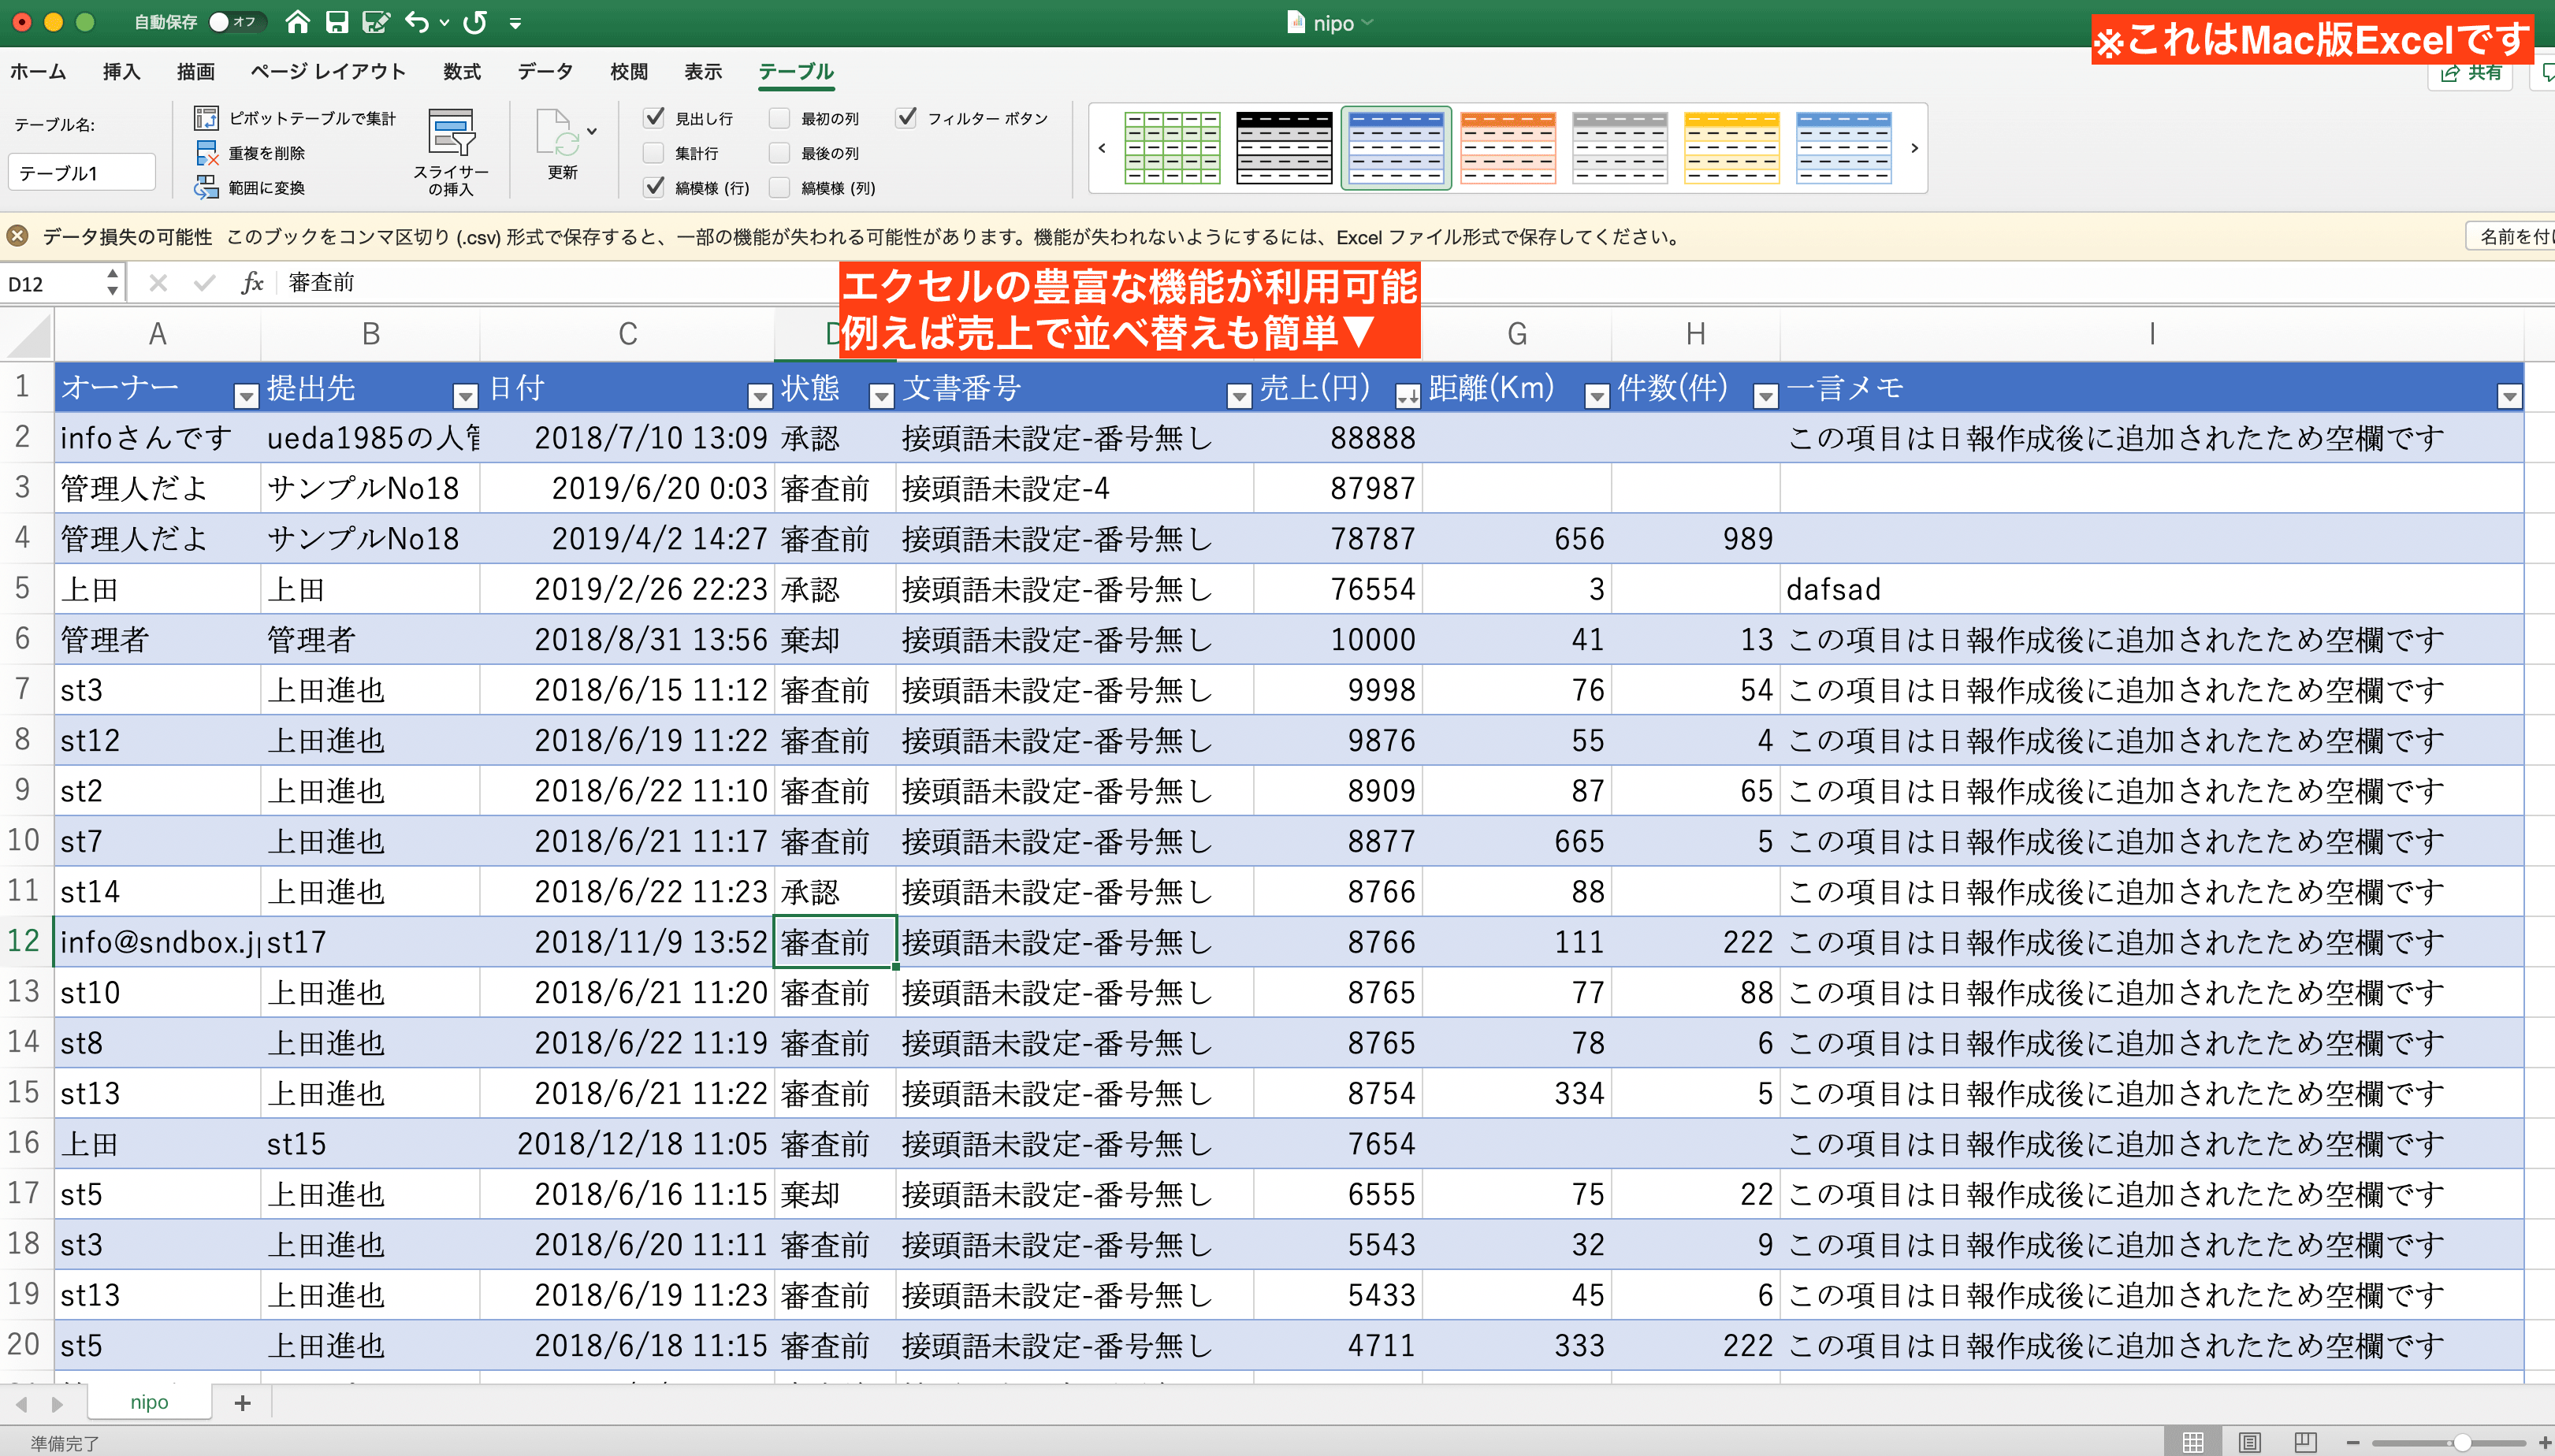 自動保存 オフ
nipo
※これはMac版Excelです
ホーム 挿入 描画 ページ レイアウト 数式 データ 校閲 表示 テーブル
共有
テーブル名:
テーブル1
ピボットテーブルで集計
重複を削除
範囲に変換
スライサー
の挿入
更新
見出し行 最初の列 フィルター ボタン
集計行 最後の列
縞模様 (行) 縞模様 (列)
データ損失の可能性 このブックをコンマ区切り (.csv) 形式で保存すると、一部の機能が失われる可能性があります。機能が失われないようにするには、Excel ファイル形式で保存してください。
名前を付け
D12 fx 審査前
エクセルの豊富な機能が利用可能
例えば売上で並べ替えも簡単▼
A B C D G H I
1 オーナー 提出先 日付 状態 文書番号 売上(円) 距離(Km) 件数(件) 一言メモ
2 infoさんです ueda1985の人管 2018/7/10 13:09 承認 接頭語未設定-番号無し 88888 この項目は日報作成後に追加されたため空欄です
3 管理人だよ サンプルNo18 2019/6/20 0:03 審査前 接頭語未設定-4 87987
4 管理人だよ サンプルNo18 2019/4/2 14:27 審査前 接頭語未設定-番号無し 78787 656 989
5 上田 上田 2019/2/26 22:23 承認 接頭語未設定-番号無し 76554 3 dafsad
6 管理者 管理者 2018/8/31 13:56 棄却 接頭語未設定-番号無し 10000 41 13 この項目は日報作成後に追加されたため空欄です
7 st3 上田進也 2018/6/15 11:12 審査前 接頭語未設定-番号無し 9998 76 54 この項目は日報作成後に追加されたため空欄です
8 st12 上田進也 2018/6/19 11:22 審査前 接頭語未設定-番号無し 9876 55 4 この項目は日報作成後に追加されたため空欄です
9 st2 上田進也 2018/6/22 11:10 審査前 接頭語未設定-番号無し 8909 87 65 この項目は日報作成後に追加されたため空欄です
10 st7 上田進也 2018/6/21 11:17 審査前 接頭語未設定-番号無し 8877 665 5 この項目は日報作成後に追加されたため空欄です
11 st14 上田進也 2018/6/22 11:23 承認 接頭語未設定-番号無し 8766 88 この項目は日報作成後に追加されたため空欄です
12 info@sndbox.jp st17 2018/11/9 13:52 審査前 接頭語未設定-番号無し 8766 111 222 この項目は日報作成後に追加されたため空欄です
13 st10 上田進也 2018/6/21 11:20 審査前 接頭語未設定-番号無し 8765 77 88 この項目は日報作成後に追加されたため空欄です
14 st8 上田進也 2018/6/22 11:19 審査前 接頭語未設定-番号無し 8765 78 6 この項目は日報作成後に追加されたため空欄です
15 st13 上田進也 2018/6/21 11:22 審査前 接頭語未設定-番号無し 8754 334 5 この項目は日報作成後に追加されたため空欄です
16 上田 st15 2018/12/18 11:05 審査前 接頭語未設定-番号無し 7654 この項目は日報作成後に追加されたため空欄です
17 st5 上田進也 2018/6/16 11:15 棄却 接頭語未設定-番号無し 6555 75 22 この項目は日報作成後に追加されたため空欄です
18 st3 上田進也 2018/6/20 11:11 審査前 接頭語未設定-番号無し 5543 32 9 この項目は日報作成後に追加されたため空欄です
19 st13 上田進也 2018/6/19 11:23 審査前 接頭語未設定-番号無し 5433 45 6 この項目は日報作成後に追加されたため空欄です
20 st5 上田進也 2018/6/18 11:15 審査前 接頭語未設定-番号無し 4711 333 222 この項目は日報作成後に追加されたため空欄です
nipo
準備完了